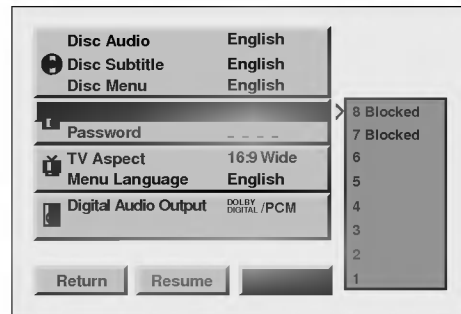 Disc Audio English
Disc Subtitle English
Disc Menu English
Password _ _ _ _
TV Aspect 16:9 Wide
Menu Language English
Digital Audio Output DOLBY DIGITAL /PCM
Return Resume
8 Blocked
7 Blocked
6
5
4
3
2
1